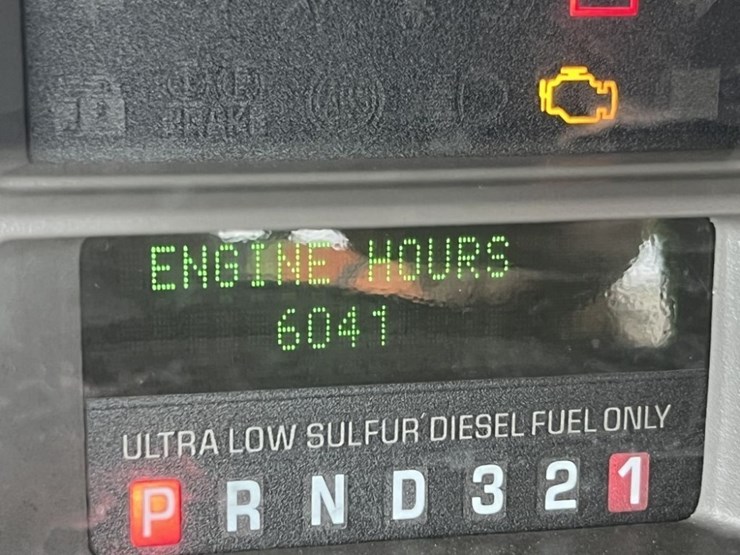 ENGINE HOURS
6041
ULTRA LOW SULFUR DIESEL FUEL ONLY
P R N D 3 2 1